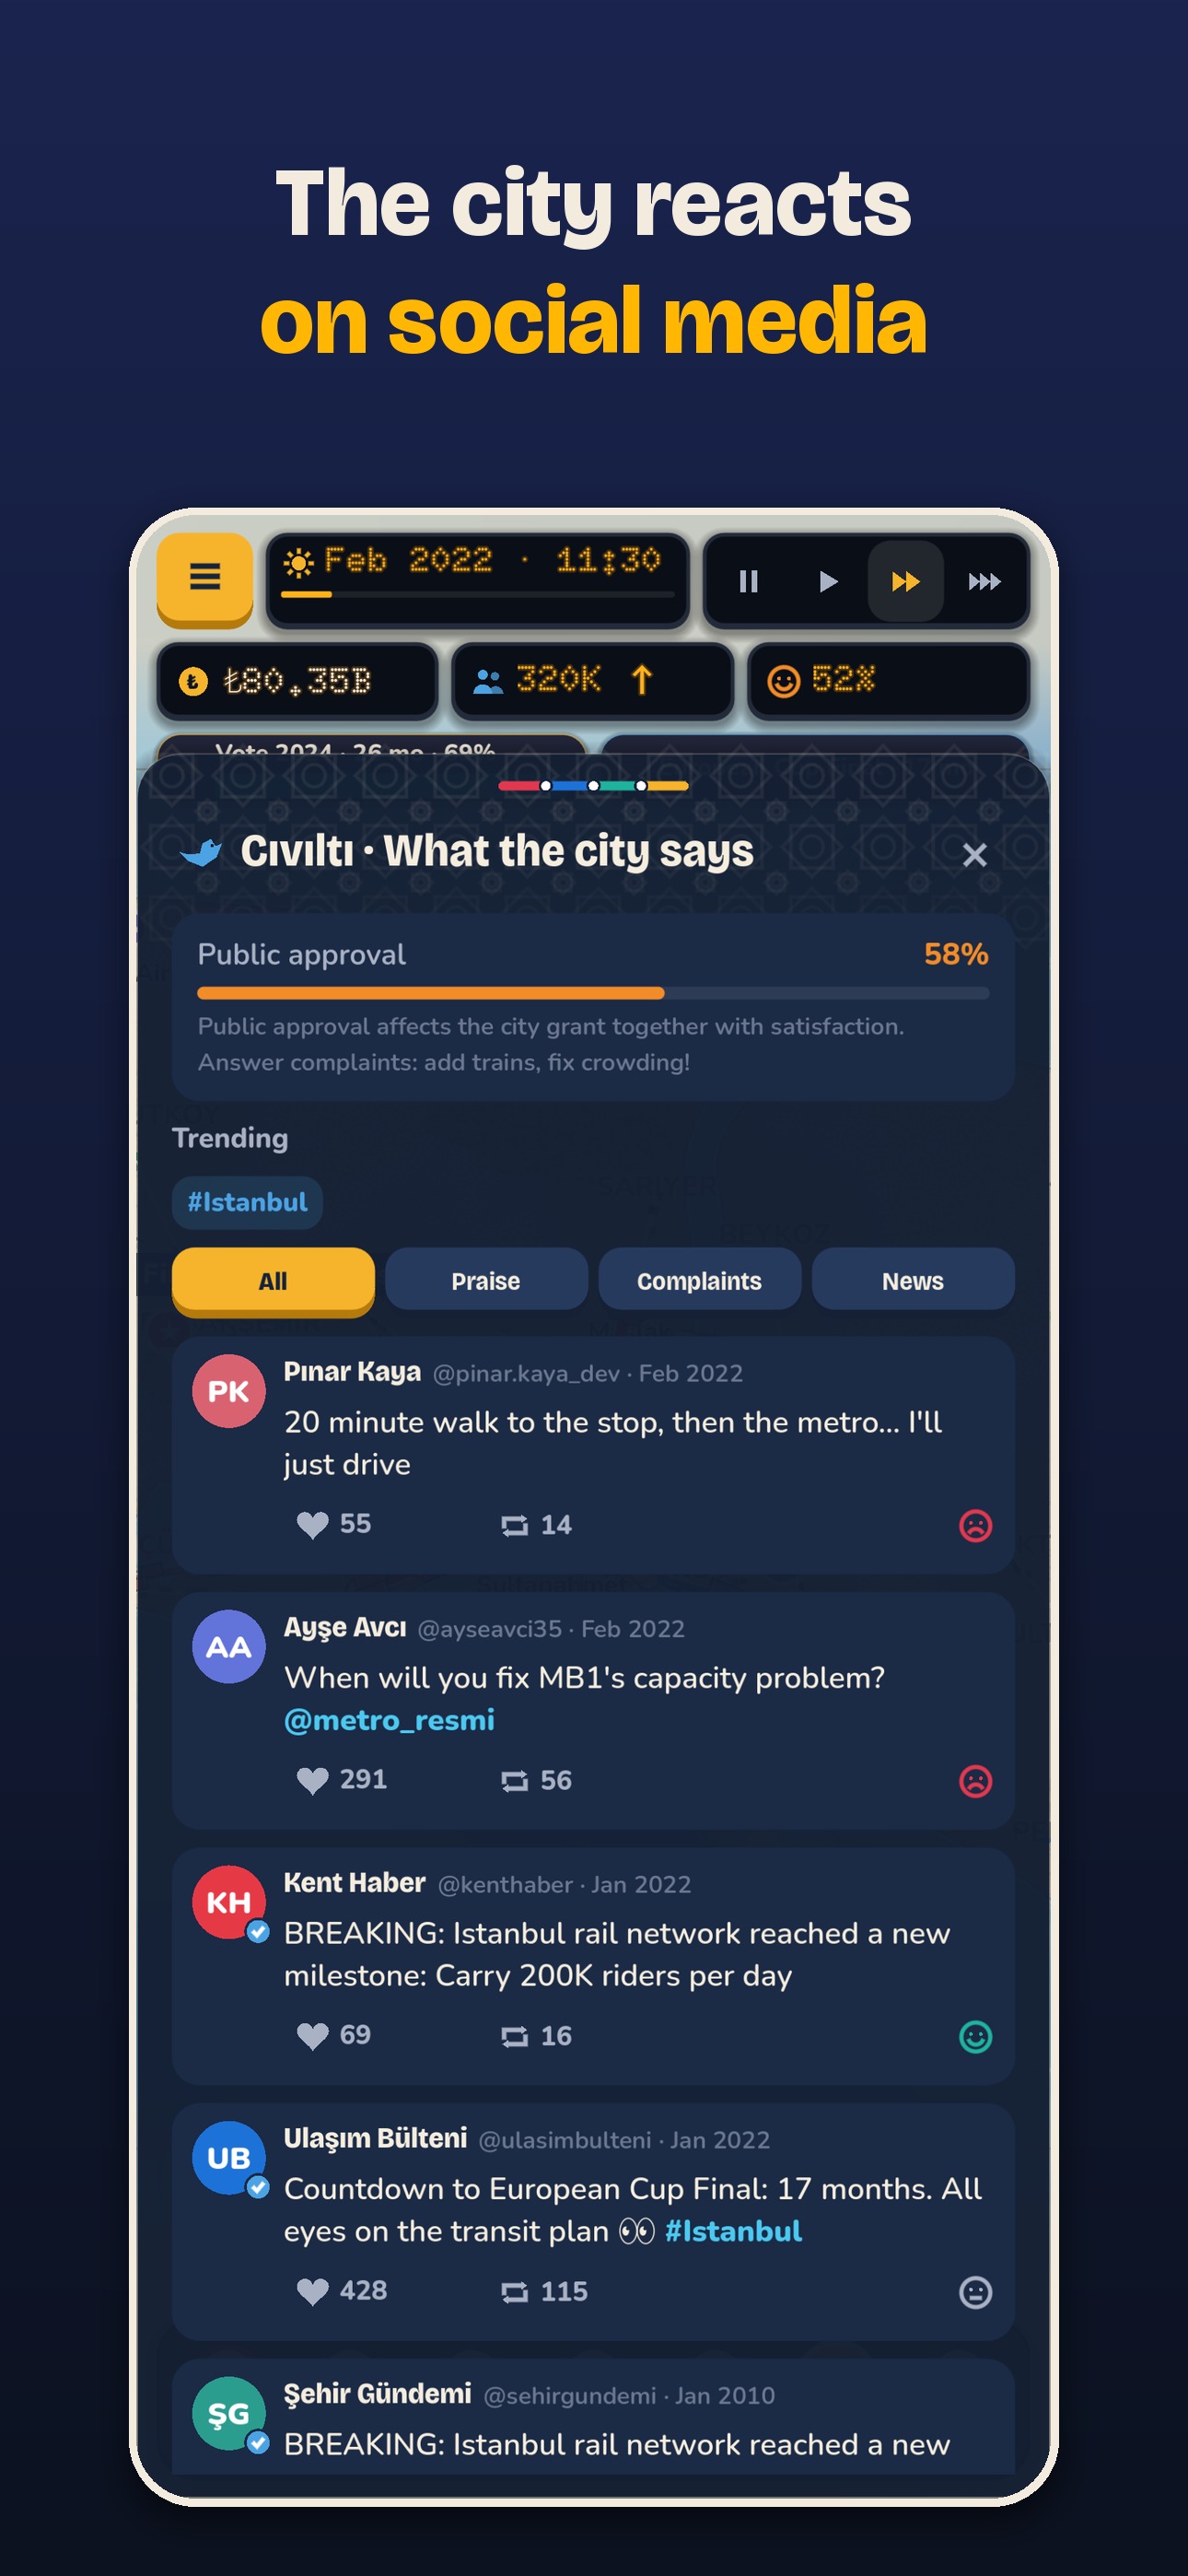 The city reacts
on social media
Feb 2022 · 11:30
₺80.35B
320K ↑
52%
Vote 2024 · 26 mo · 69%
Cıvıltı · What the city says
Public approval
58%
Public approval affects the city grant together with satisfaction.
Answer complaints: add trains, fix crowding!
Trending
#Istanbul
All
Praise
Complaints
News
PK
Pınar Kaya @pinar.kaya_dev · Feb 2022
20 minute walk to the stop, then the metro... I'll
just drive
55
14
AA
Ayşe Avcı @ayseavci35 · Feb 2022
When will you fix MB1's capacity problem?
@metro_resmi
291
56
KH
Kent Haber @kenthaber · Jan 2022
BREAKING: Istanbul rail network reached a new
milestone: Carry 200K riders per day
69
16
UB
Ulaşım Bülteni @ulasimbulteni · Jan 2022
Countdown to European Cup Final: 17 months. All
eyes on the transit plan 👀 #Istanbul
428
115
ŞG
Şehir Gündemi @sehirgundemi · Jan 2010
BREAKING: Istanbul rail network reached a new